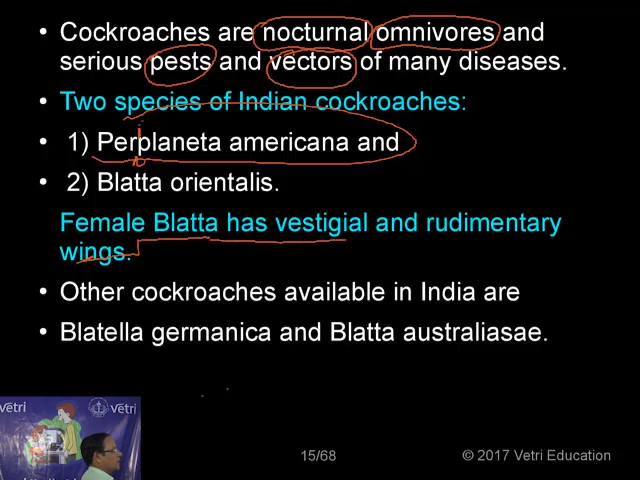 • Cockroaches are nocturnal omnivores and
serious pests and vectors of many diseases.
• Two species of Indian cockroaches:
• 1) Perplaneta americana and
• 2) Blatta orientalis.
Female Blatta has vestigial and rudimentary
wings.
• Other cockroaches available in India are
• Blatella germanica and Blatta australiasae.
Vetri
Vetri
15/68
© 2017 Vetri Education